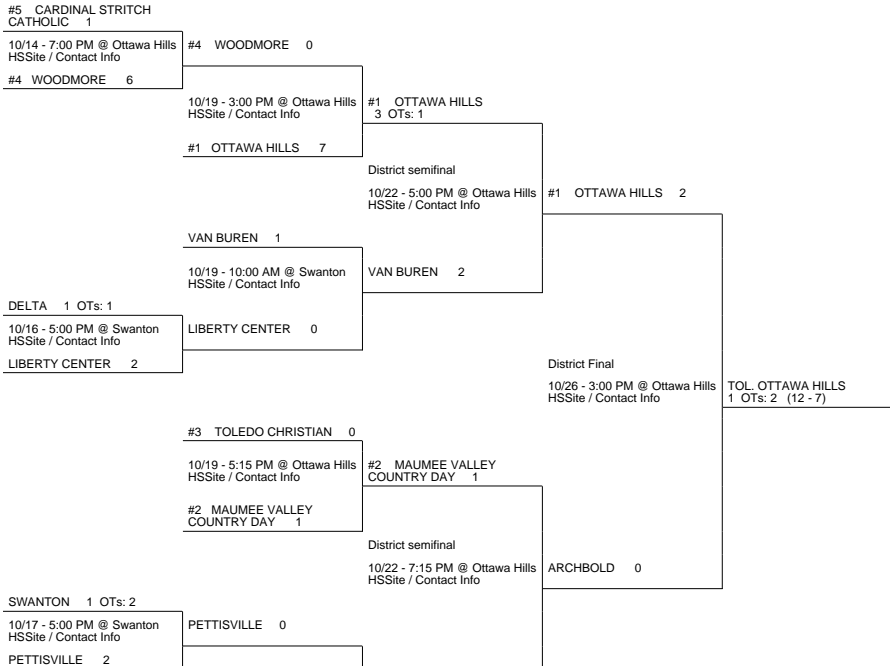 #5 CARDINAL STRITCH
CATHOLIC 1
10/14 - 7:00 PM @ Ottawa Hills
HSSite / Contact Info
#4 WOODMORE 6
#4 WOODMORE 0
10/19 - 3:00 PM @ Ottawa Hills
HSSite / Contact Info
#1 OTTAWA HILLS 7
#1 OTTAWA HILLS
3 OTs: 1
District semifinal
10/22 - 5:00 PM @ Ottawa Hills
HSSite / Contact Info
#1 OTTAWA HILLS 2
VAN BUREN 1
10/19 - 10:00 AM @ Swanton
HSSite / Contact Info
VAN BUREN 2
DELTA 1 OTs: 1
10/16 - 5:00 PM @ Swanton
HSSite / Contact Info
LIBERTY CENTER 2
LIBERTY CENTER 0
District Final
10/26 - 3:00 PM @ Ottawa Hills
HSSite / Contact Info
TOL. OTTAWA HILLS
1 OTs: 2 (12 - 7)
#3 TOLEDO CHRISTIAN 0
10/19 - 5:15 PM @ Ottawa Hills
HSSite / Contact Info
#2 MAUMEE VALLEY
COUNTRY DAY 1
#2 MAUMEE VALLEY
COUNTRY DAY 1
District semifinal
10/22 - 7:15 PM @ Ottawa Hills
HSSite / Contact Info
ARCHBOLD 0
SWANTON 1 OTs: 2
10/17 - 5:00 PM @ Swanton
HSSite / Contact Info
PETTISVILLE 2
PETTISVILLE 0